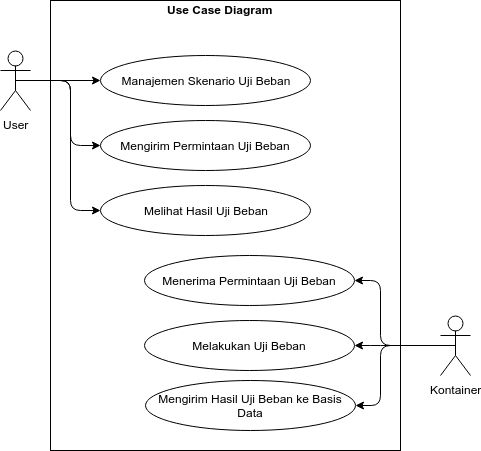 Use Case Diagram
Manajemen Skenario Uji Beban
User
Mengirim Permintaan Uji Beban
Melihat Hasil Uji Beban
Menerima Permintaan Uji Beban
Melakukan Uji Beban
Kontainer
Mengirim Hasil Uji Beban ke Basis
Data